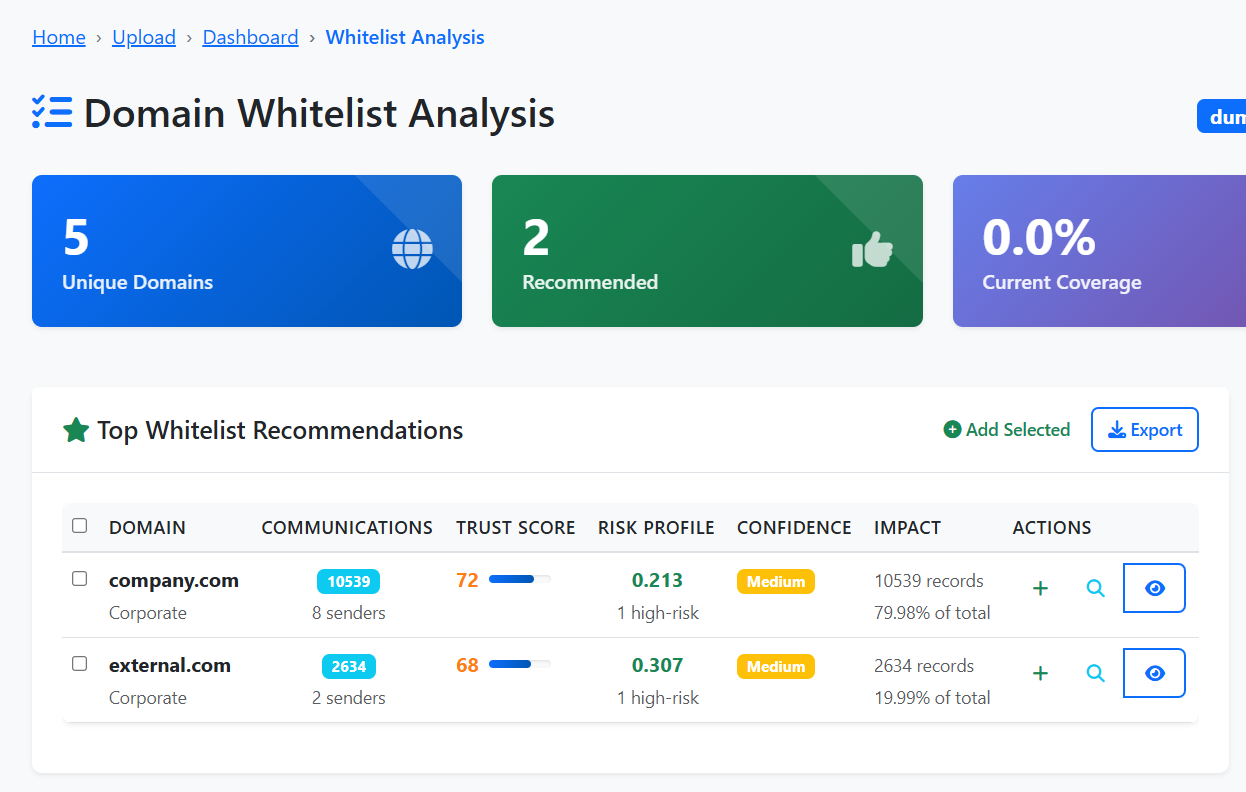 Home › Upload › Dashboard › Whitelist Analysis
Domain Whitelist Analysis
5
Unique Domains
2
Recommended
0.0%
Current Coverage
Top Whitelist Recommendations
Add Selected
Export
DOMAIN COMMUNICATIONS TRUST SCORE RISK PROFILE CONFIDENCE IMPACT ACTIONS
company.com 10539 72 0.213 Medium 10539 records
Corporate 8 senders 1 high-risk 79.98% of total
external.com 2634 68 0.307 Medium 2634 records
Corporate 2 senders 1 high-risk 19.99% of total